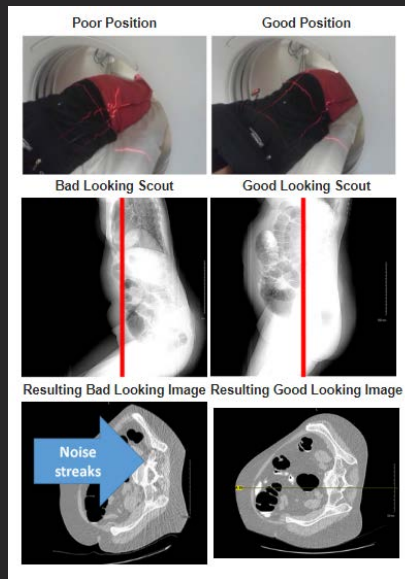 Poor Position
Good Position
Bad Looking Scout
Good Looking Scout
Resulting Bad Looking Image
Resulting Good Looking Image
Noise
streaks